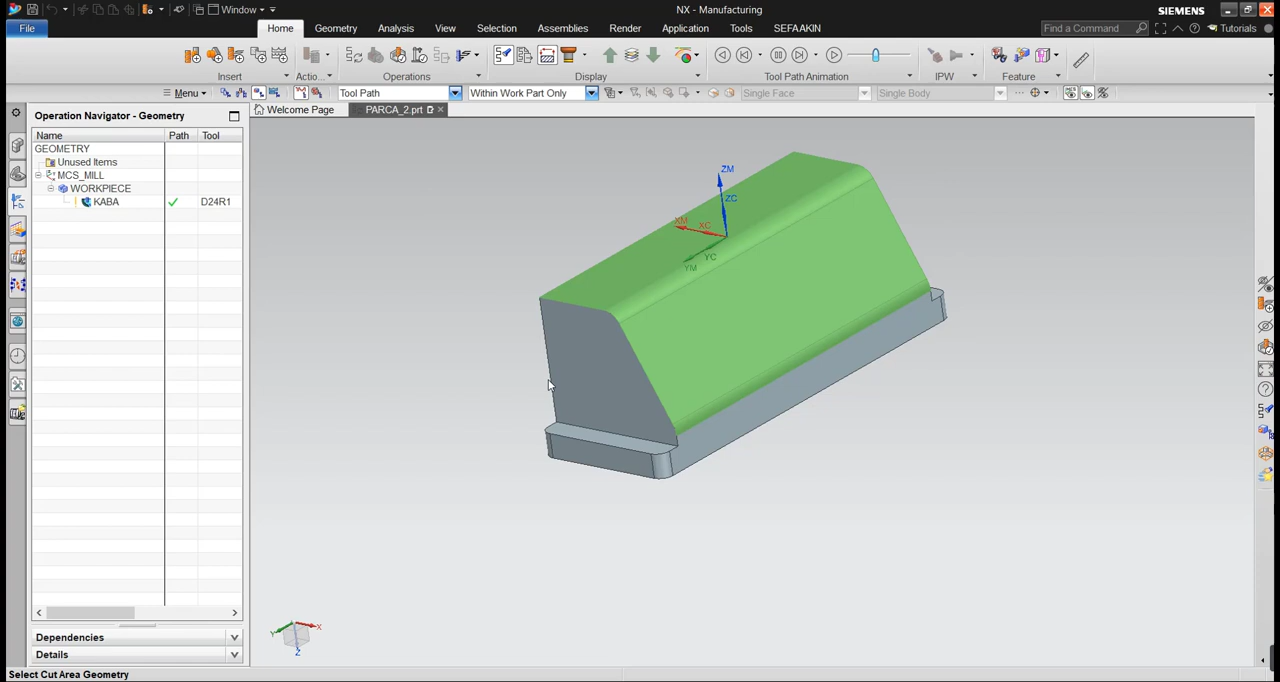 Window
NX - Manufacturing
SIEMENS
File
Home
Geometry
Analysis
View
Selection
Assemblies
Render
Application
Tools
SEFAAKIN
Find a Command
Tutorials
Insert
Actio...
Operations
Display
Tool Path Animation
IPW
Feature
Menu
Tool Path
Within Work Part Only
Single Face
Single Body
Operation Navigator - Geometry
Welcome Page
PARCA_2.prt
Name
Path
Tool
GEOMETRY
Unused Items
MCS_MILL
WORKPIECE
KABA
D24R1
ZM
ZC
XM
XC
YC
YM
Y
X
Z
Dependencies
Details
Select Cut Area Geometry